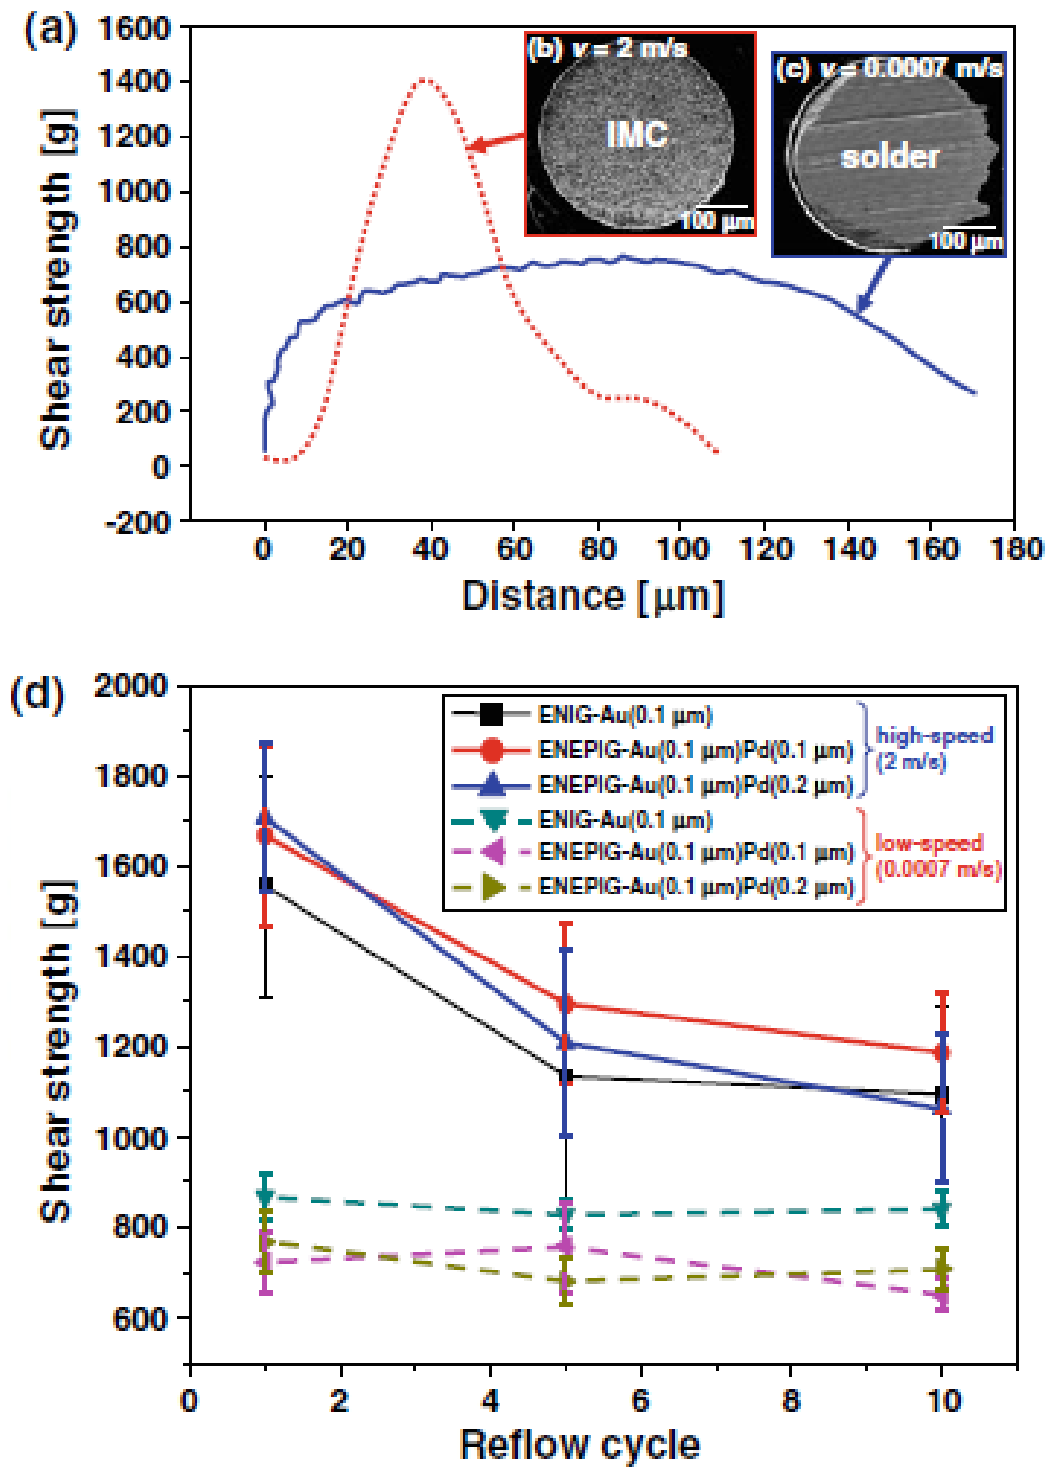 (a)
1600
1400
1200
1000
800
600
400
200
0
-200
Shear strength [g]
(b) v = 2 m/s
IMC
100 µm
(c) v = 0.0007 m/s
solder
100 µm
0 20 40 60 80 100 120 140 160 180
Distance [µm]
(d)
2000
1800
1600
1400
1200
1000
800
600
Shear strength [g]
ENIG-Au(0.1 µm)
ENEPIG-Au(0.1 µm)Pd(0.1 µm)
ENEPIG-Au(0.1 µm)Pd(0.2 µm)
high-speed
(2 m/s)
ENIG-Au(0.1 µm)
ENEPIG-Au(0.1 µm)Pd(0.1 µm)
ENEPIG-Au(0.1 µm)Pd(0.2 µm)
low-speed
(0.0007 m/s)
0 2 4 6 8 10
Reflow cycle